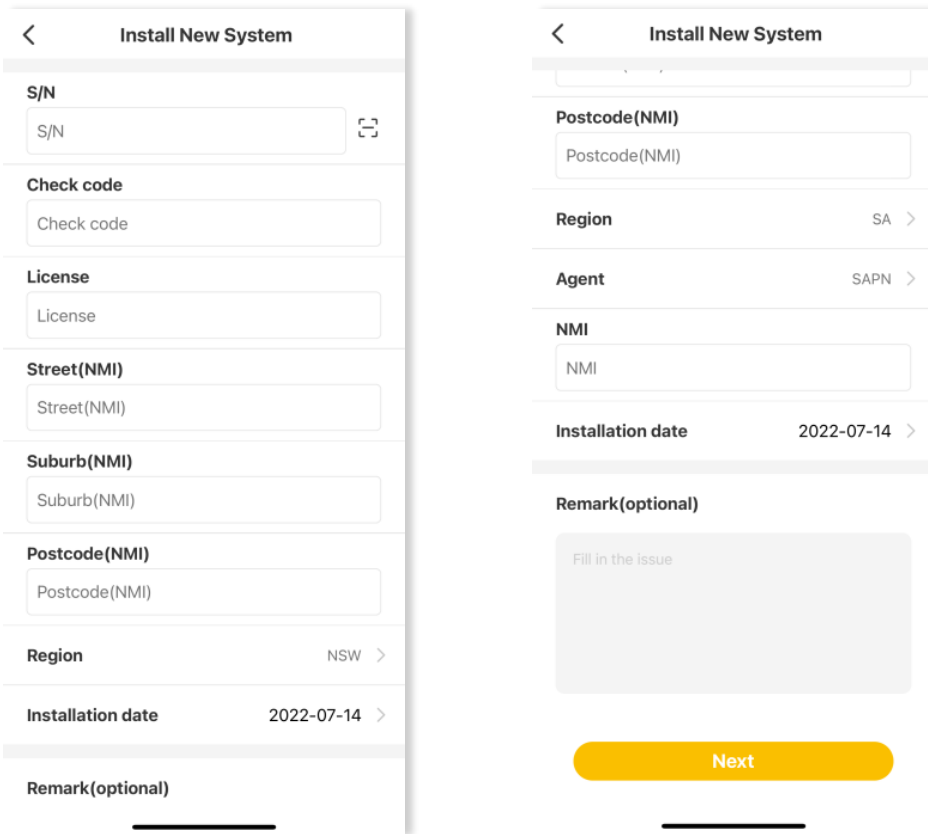 Install New System
S/N
S/N
Check code
Check code
License
License
Street(NMI)
Street(NMI)
Suburb(NMI)
Suburb(NMI)
Postcode(NMI)
Postcode(NMI)
Region NSW
Installation date 2022-07-14
Remark(optional)
Install New System
Postcode(NMI)
Postcode(NMI)
Region SA
Agent SAPN
NMI
NMI
Installation date 2022-07-14
Remark(optional)
Fill in the issue
Next